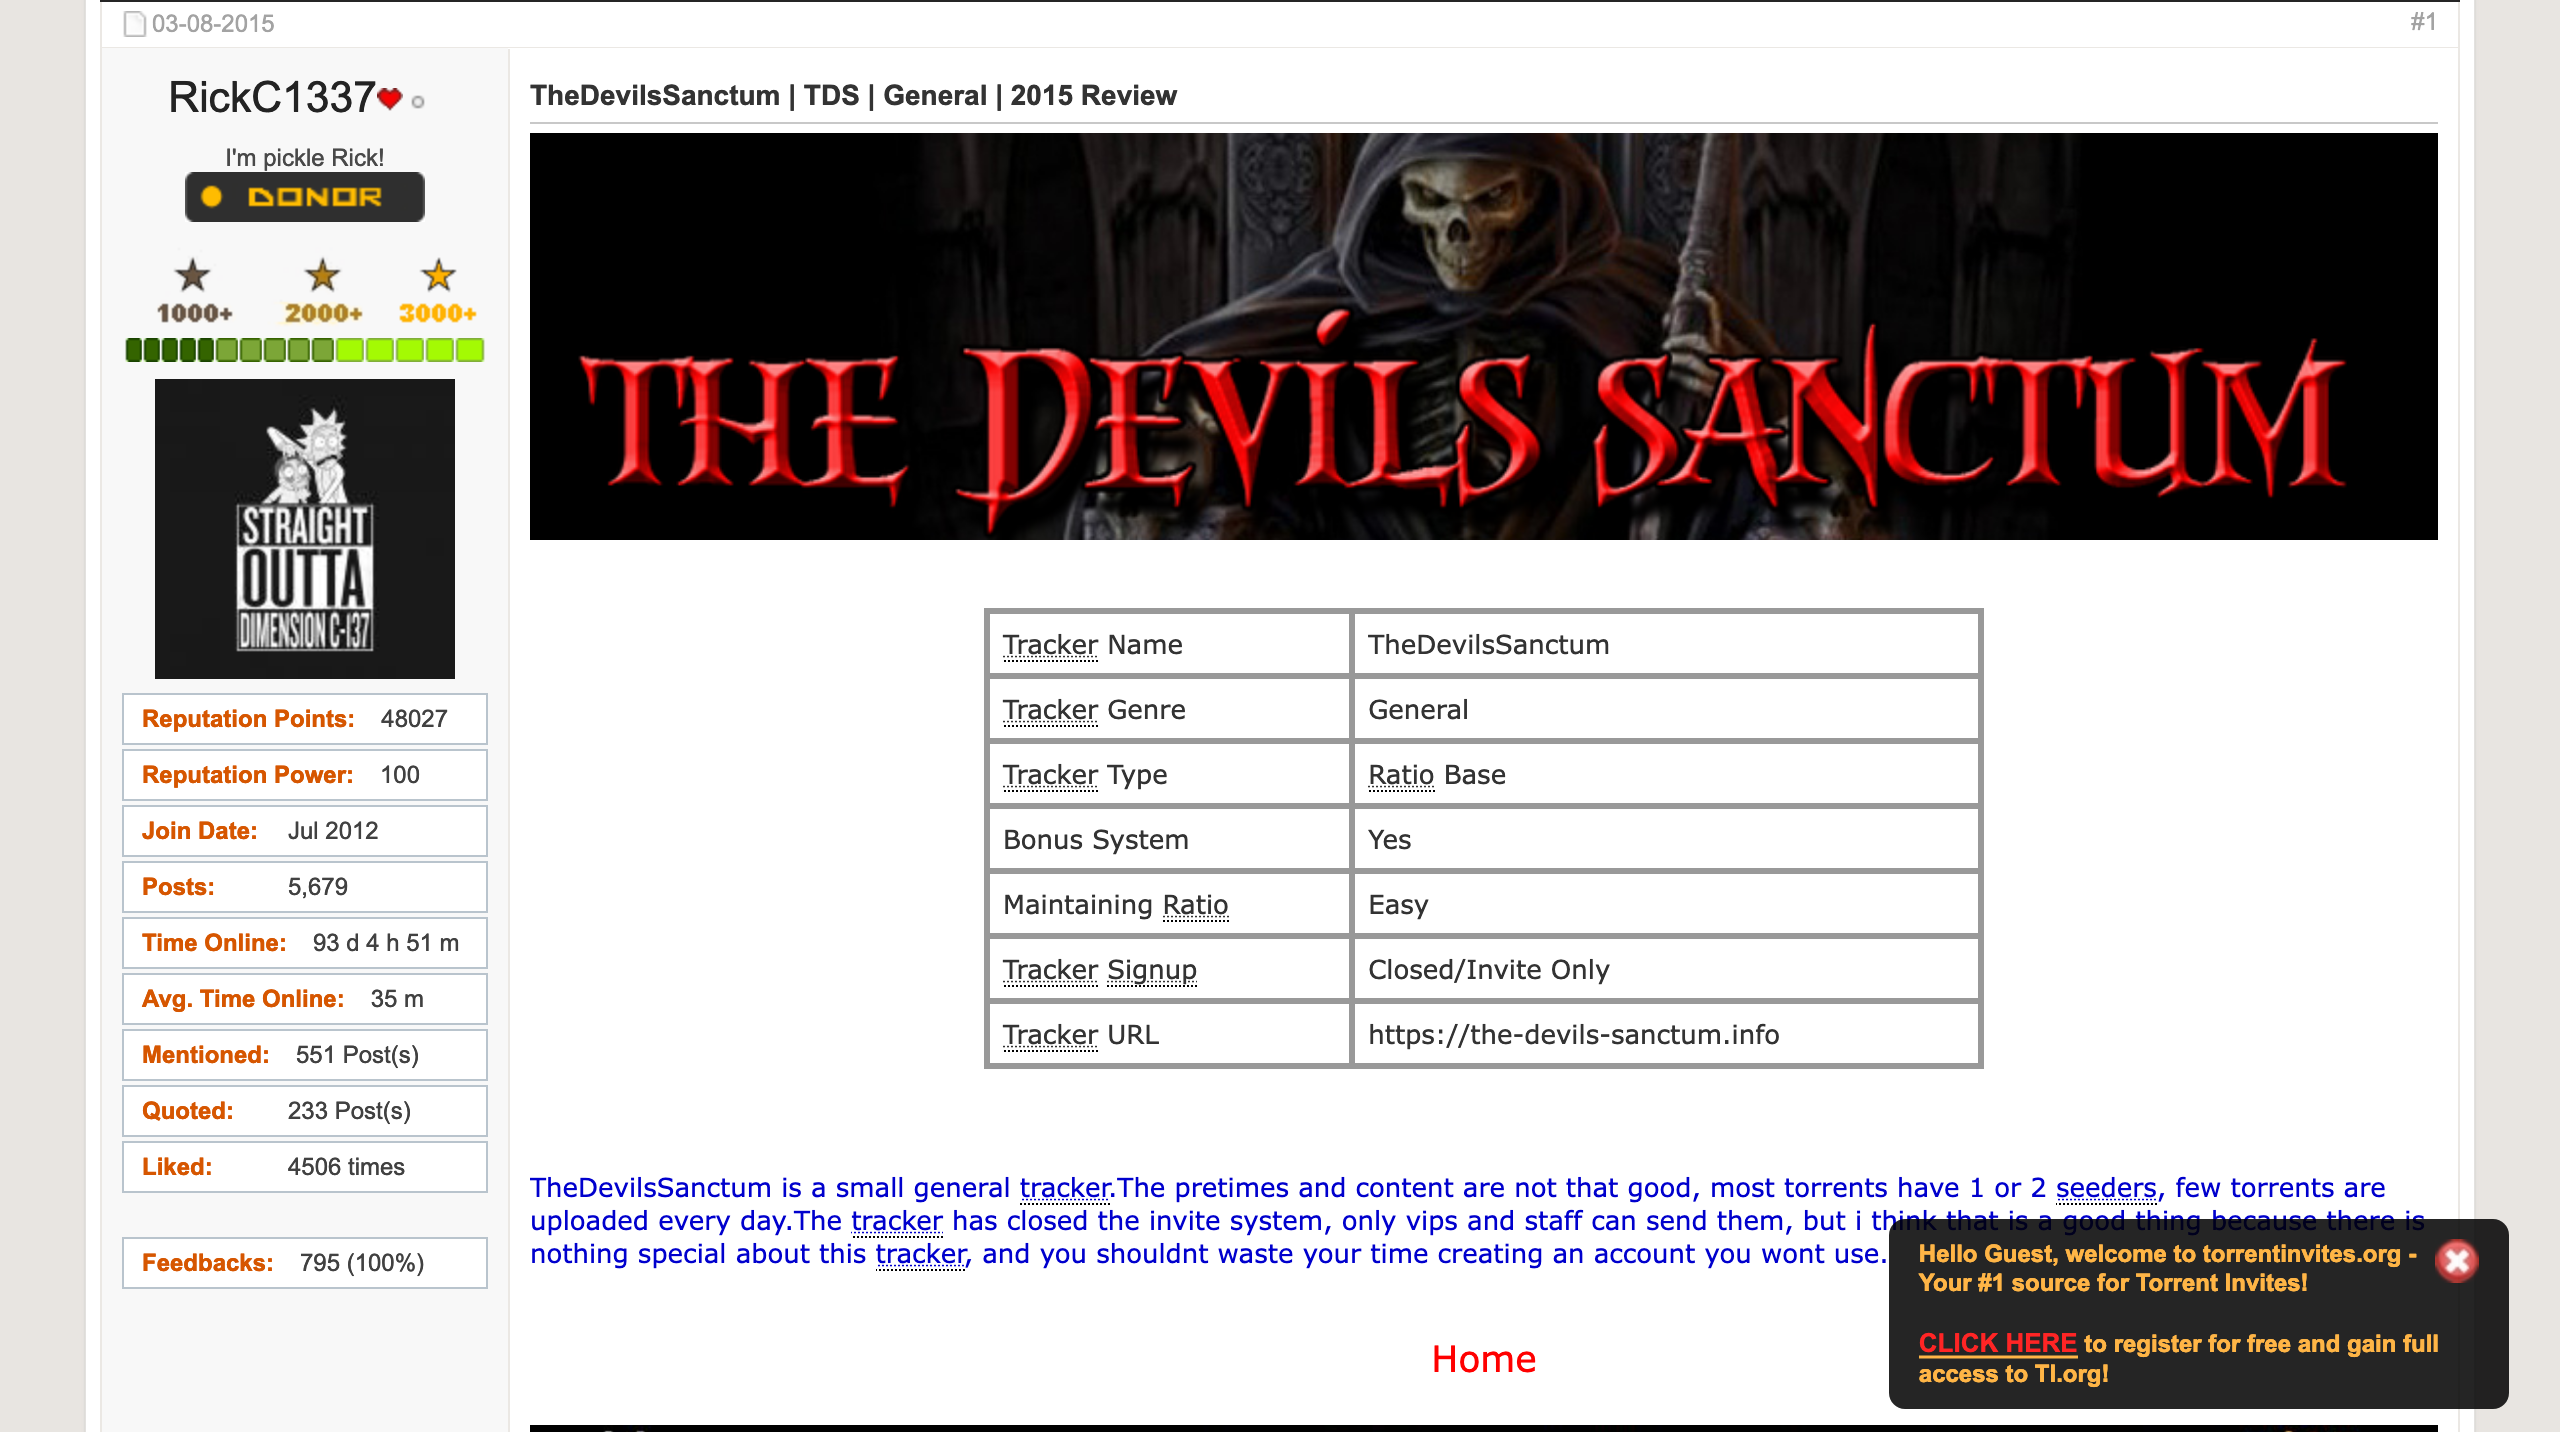 03-08-2015
#1
RickC1337
I'm pickle Rick!
DONOR
1000+ 2000+ 3000+
STRAIGHT
OUTTA
DIMENSION C-137
Reputation Points: 48027
Reputation Power: 100
Join Date: Jul 2012
Posts: 5,679
Time Online: 93 d 4 h 51 m
Avg. Time Online: 35 m
Mentioned: 551 Post(s)
Quoted: 233 Post(s)
Liked: 4506 times
Feedbacks: 795 (100%)
TheDevilsSanctum | TDS | General | 2015 Review
THE DEVILS SANCTUM
Tracker Name TheDevilsSanctum
Tracker Genre General
Tracker Type Ratio Base
Bonus System Yes
Maintaining Ratio Easy
Tracker Signup Closed/Invite Only
Tracker URL https://the-devils-sanctum.info
TheDevilsSanctum is a small general tracker.The pretimes and content are not that good, most torrents have 1 or 2 seeders, few torrents are
uploaded every day.The tracker has closed the invite system, only vips and staff can send them, but i think that is a good thing because there is
nothing special about this tracker, and you shouldnt waste your time creating an account you wont use.
Home
Hello Guest, welcome to torrentinvites.org -
Your #1 source for Torrent Invites!
CLICK HERE to register for free and gain full
access to TI.org!